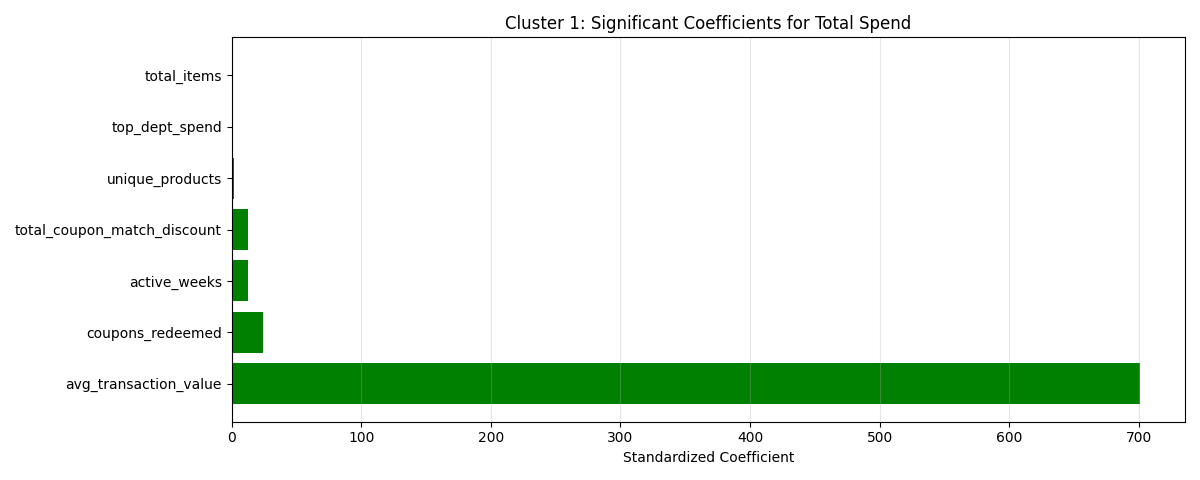 Cluster 1: Significant Coefficients for Total Spend
total_items
top_dept_spend
unique_products
total_coupon_match_discount
active_weeks
coupons_redeemed
avg_transaction_value
0 100 200 300 400 500 600 700
Standardized Coefficient